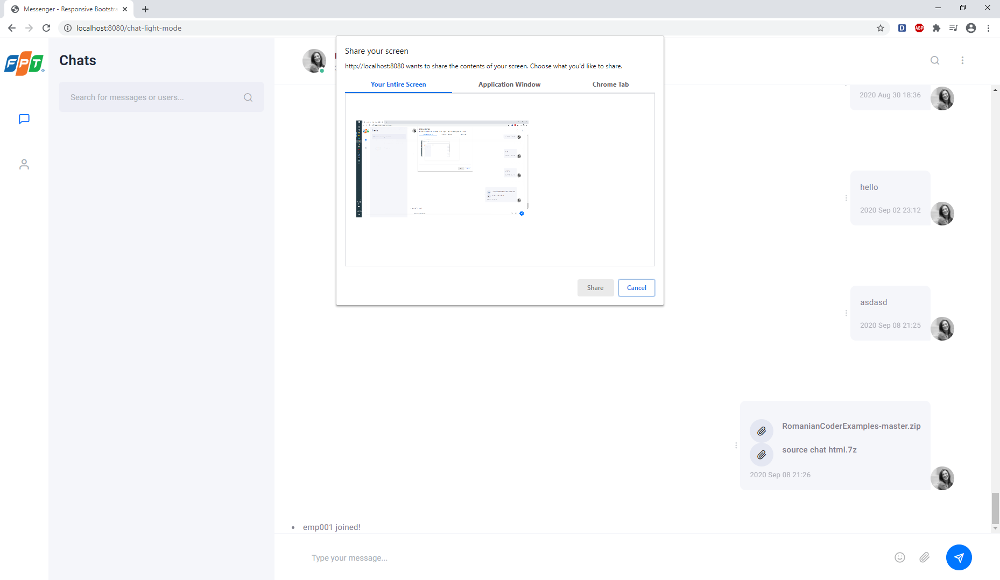 Messenger - Responsive Bootstra
localhost:8080/chat-light-mode
ABP
FPT
Chats
Search for messages or users...
Share your screen
http://localhost:8080 wants to share the contents of your screen. Choose what you'd like to share.
Your Entire Screen
Application Window
Chrome Tab
Share
Cancel
2020 Aug 30 18:36
hello
2020 Sep 02 23:12
asdasd
2020 Sep 08 21:25
RomanianCoderExamples-master.zip
source chat html.7z
2020 Sep 08 21:26
emp001 joined!
Type your message...